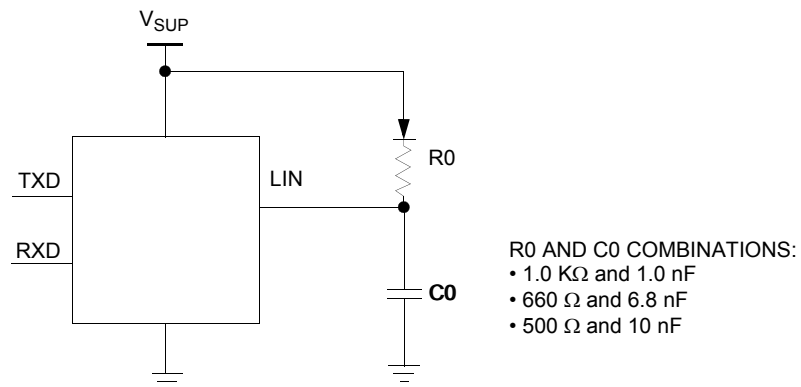 VSUP
R0
TXD
LIN
RXD
C0
R0 AND C0 COMBINATIONS:
• 1.0 KΩ and 1.0 nF
• 660 Ω and 6.8 nF
• 500 Ω and 10 nF